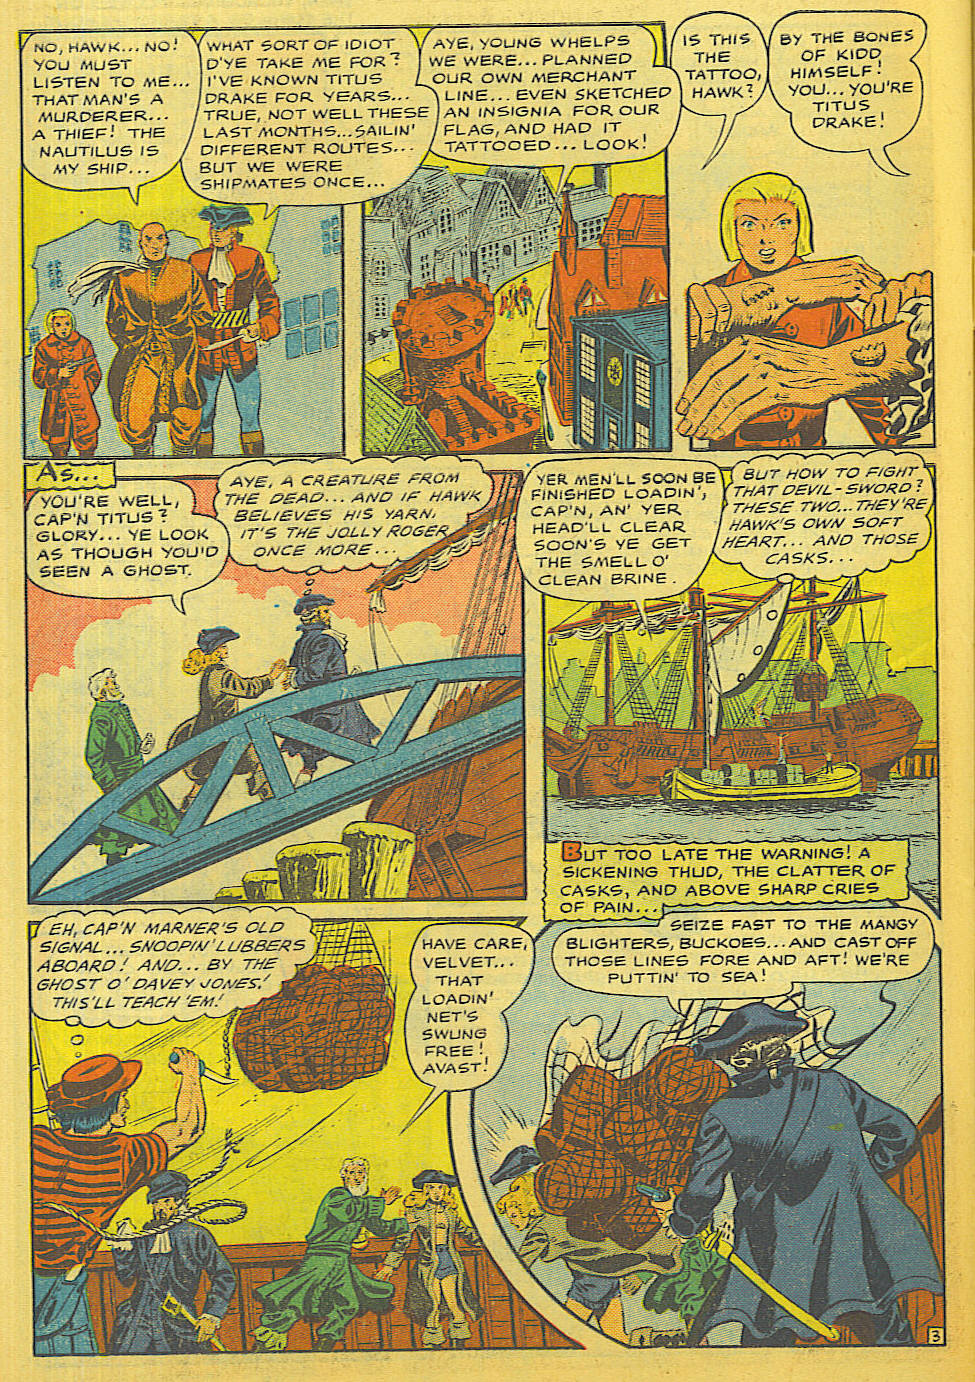 NO, HAWK...NO!
YOU MUST
LISTEN TO ME...
THAT MAN'S A
MURDERER...
A THIEF! THE
NAUTILUS IS
MY SHIP...
WHAT SORT OF IDIOT
D'YE TAKE ME FOR?
I'VE KNOWN TITUS
DRAKE FOR YEARS...
TRUE, NOT WELL THESE
LAST MONTHS...SAILIN'
DIFFERENT ROUTES...
BUT WE WERE
SHIPMATES ONCE...
AYE, YOUNG WHELPS
WE WERE...PLANNED
OUR OWN MERCHANT
LINE...EVEN SKETCHED
AN INSIGNIA FOR OUR
FLAG, AND HAD IT
TATTOOED...LOOK!
IS THIS
THE
TATTOO,
HAWK?
BY THE BONES
OF KIDD
HIMSELF!
YOU...YOU'RE
TITUS
DRAKE!
AS...
YOU'RE WELL,
CAP'N TITUS?
GLORY...YE LOOK
AS THOUGH YOU'D
SEEN A GHOST.
AYE, A CREATURE FROM
THE DEAD...AND IF HAWK
BELIEVES HIS YARN,
IT'S THE JOLLY ROGER
ONCE MORE...
YER MEN'LL SOON BE
FINISHED LOADIN',
CAP'N, AN' YER
HEAD'LL CLEAR
SOON'S YE GET
THE SMELL O'
CLEAN BRINE.
BUT HOW TO FIGHT
THAT DEVIL-SWORD?
THESE TWO...THEY'RE
HAWK'S OWN SOFT
HEART...AND THOSE
CASKS...
BUT TOO LATE THE WARNING! A
SICKENING THUD, THE CLATTER OF
CASKS, AND ABOVE SHARP CRIES
OF PAIN...
EH, CAP'N MARNER'S OLD
SIGNAL...SNOOPIN' LUBBERS
ABOARD! AND...BY THE
GHOST O' DAVEY JONES,
THIS'LL TEACH 'EM!
HAVE CARE,
VELVET...
THAT
LOADIN'
NET'S
SWUNG
FREE!
AVAST!
SEIZE FAST TO THE MANGY
BLIGHTERS, BUCKOES...AND CAST OFF
THOSE LINES FORE AND AFT! WE'RE
PUTTIN' TO SEA!
3